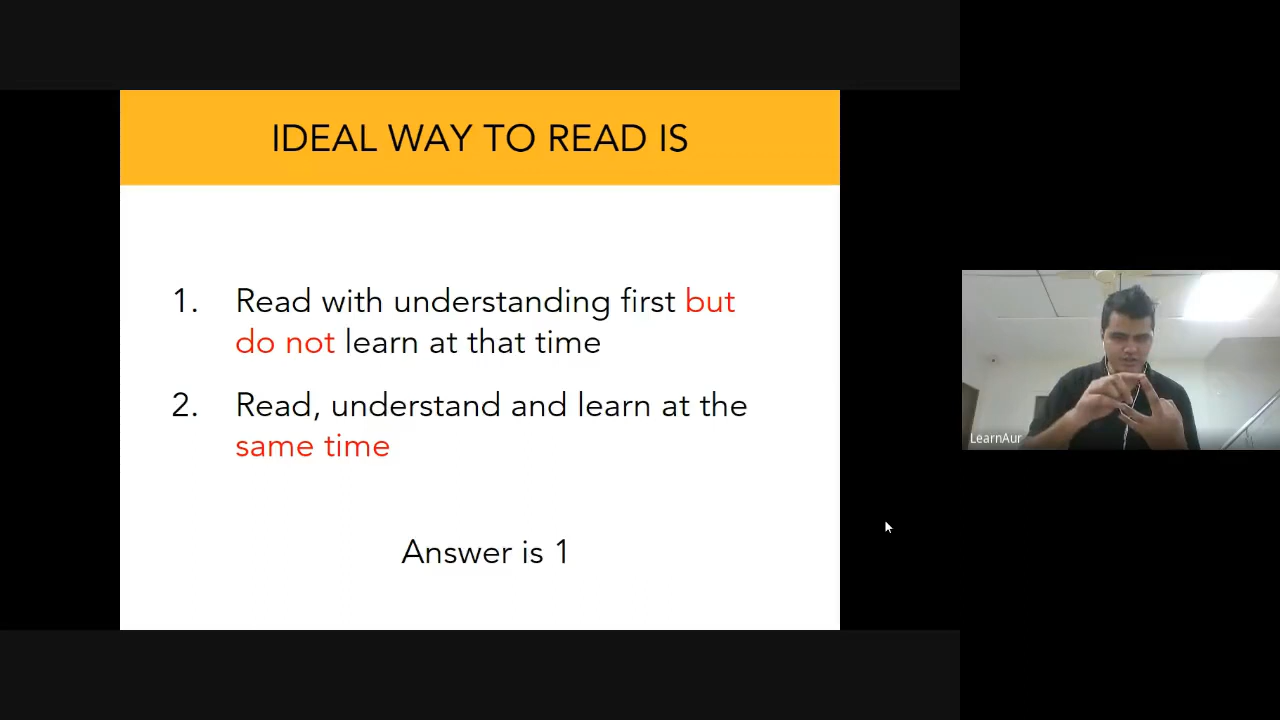 IDEAL WAY TO READ IS
1. Read with understanding first but
do not learn at that time
2. Read, understand and learn at the
same time
Answer is 1
LearnAur